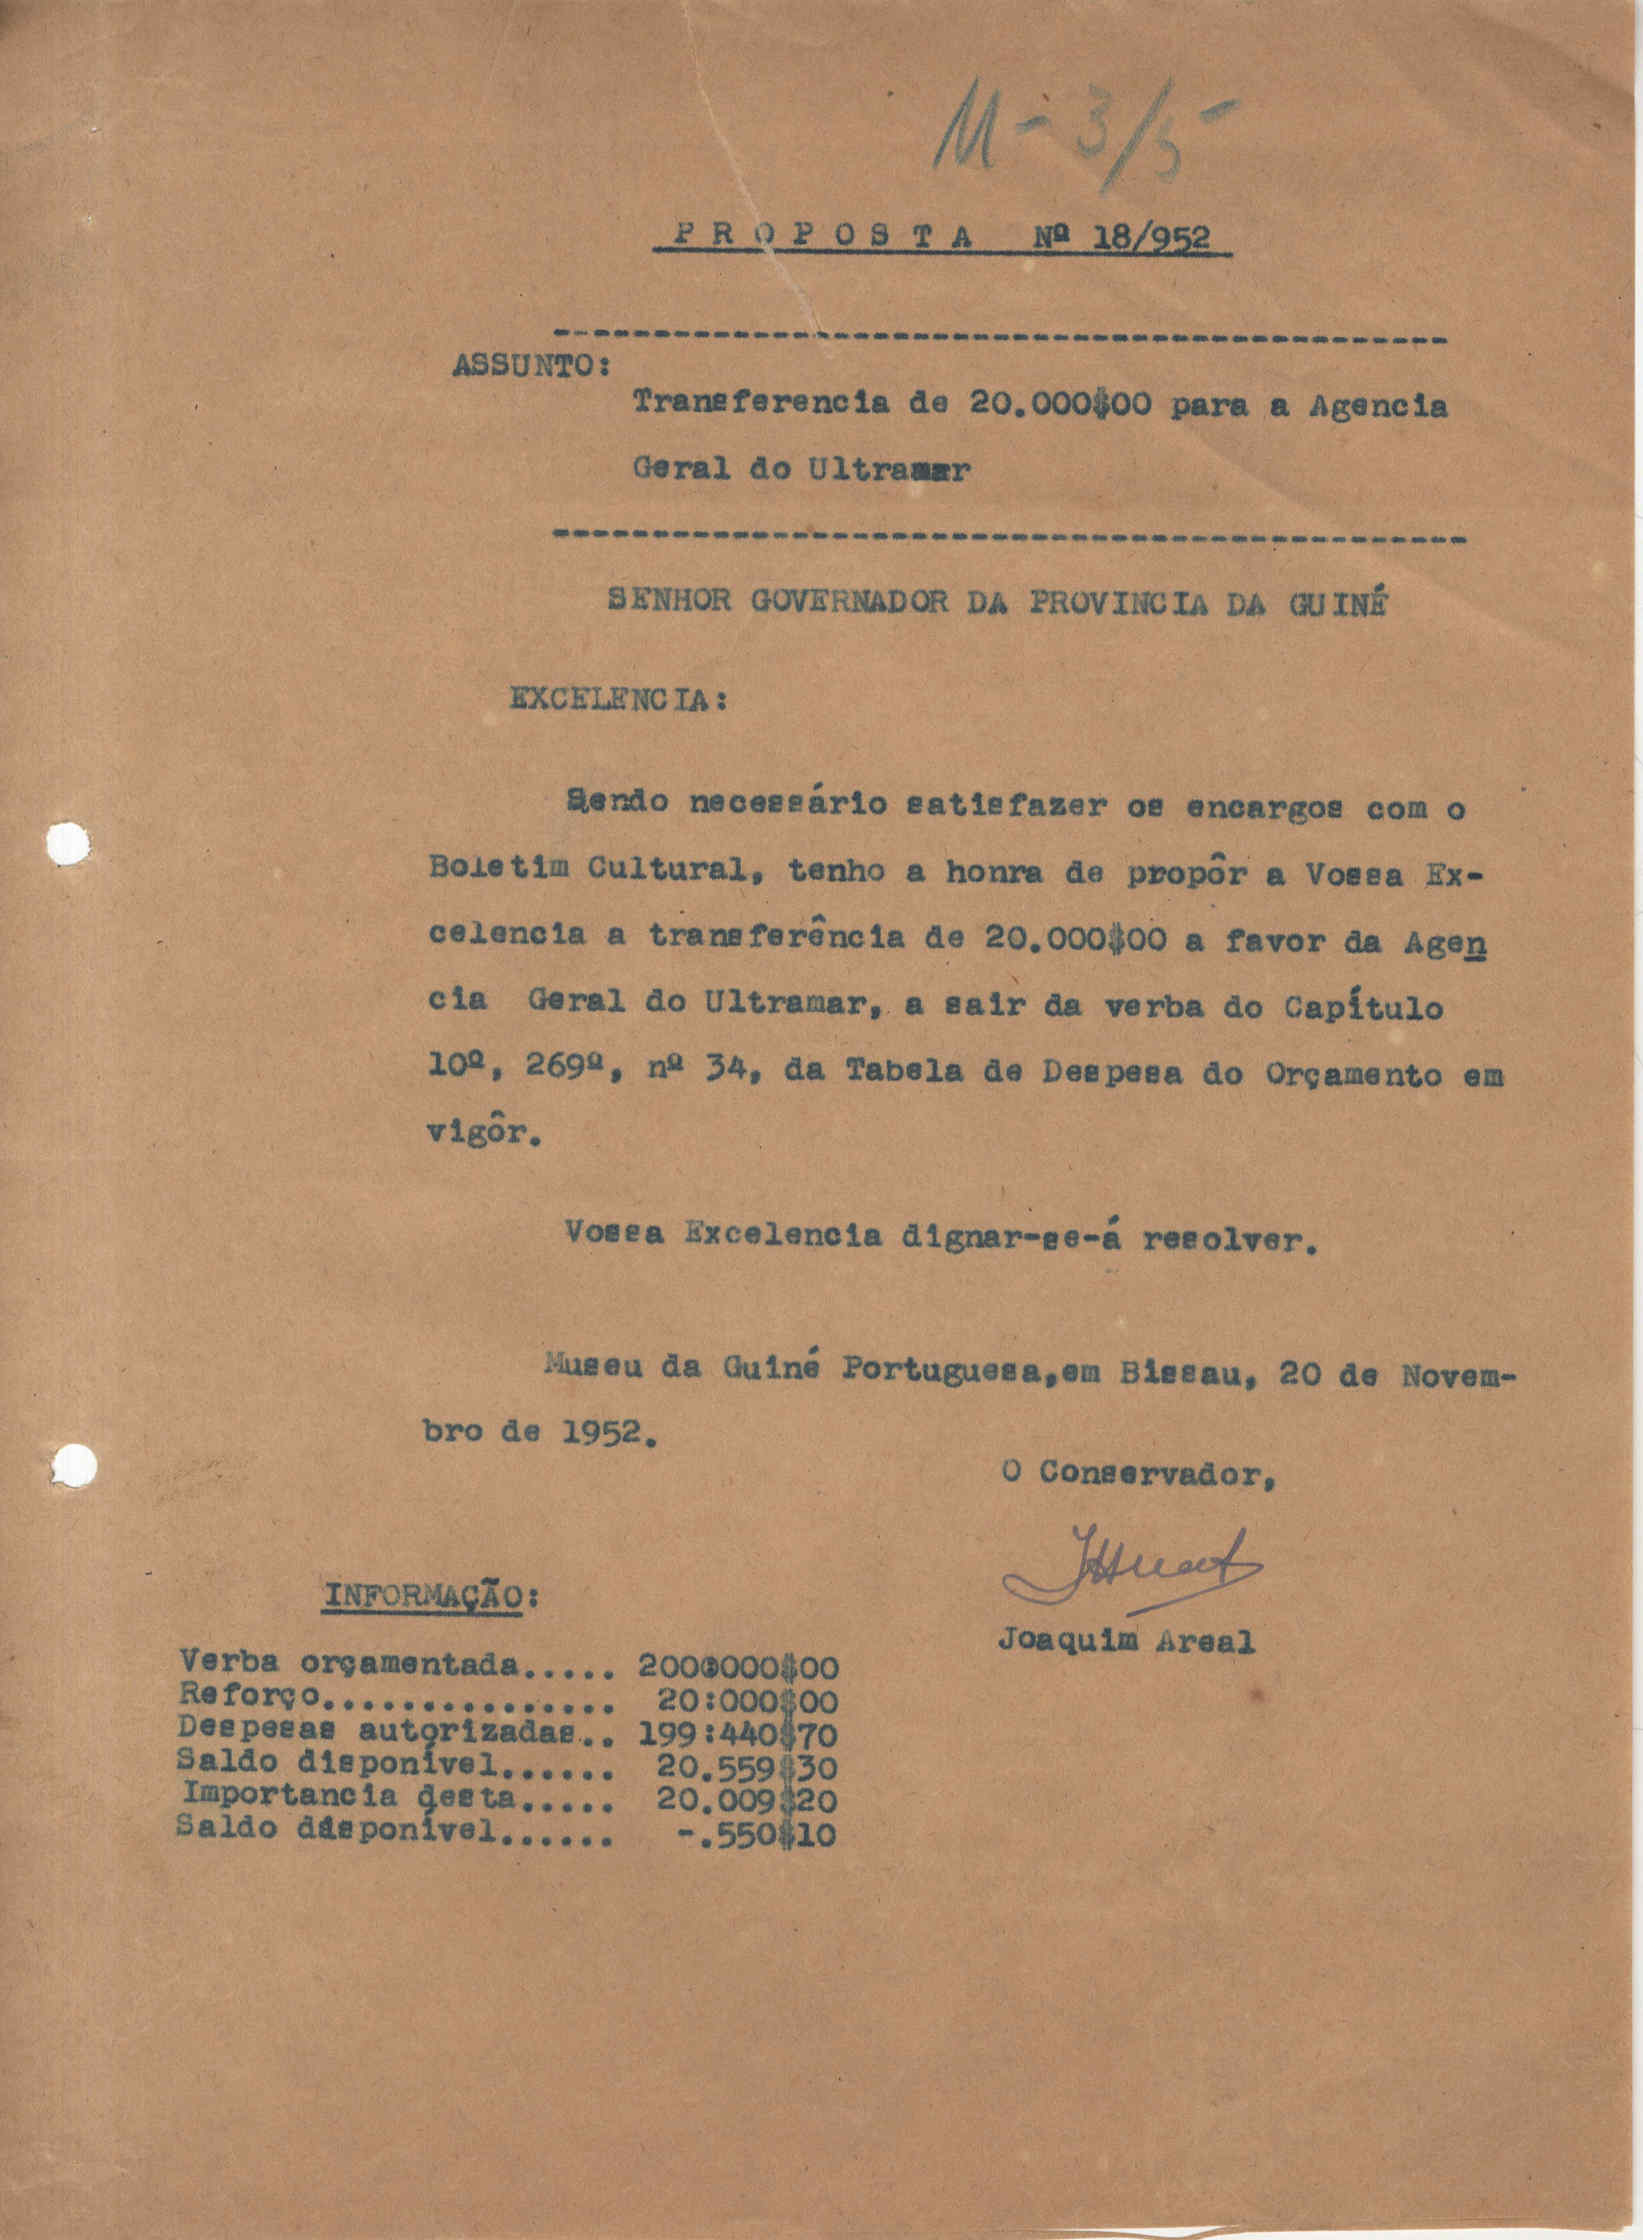 M - 3/5
PROPOSTA Nº 18/952
ASSUNTO:
Transferencia de 20.000$00 para a Agencia
Geral do Ultramar
SENHOR GOVERNADOR DA PROVINCIA DA GUINÉ
EXCELENCIA:
Sendo necessário satisfazer os encargos com o
Boletim Cultural, tenho a honra de propôr a Vossa Ex-
celencia a transferência de 20.000$00 a favor da Agen
cia Geral do Ultramar, a sair da verba do Capítulo
10º, 269º, nº 34, da Tabela de Despesa do Orçamento em
vigôr.
Vossa Excelencia dignar-se-á resolver.
Museu da Guiné Portuguesa,em Bissau, 20 de Novem-
bro de 1952.
O Conservador,
Joaquim Areal
INFORMAÇÃO:
Verba orçamentada..... 200:000$00
Reforço............... 20:000$00
Despesas autorizadas.. 199:440$70
Saldo disponível...... 20.559$30
Importancia desta..... 20.009$20
Saldo disponível...... -.550$10